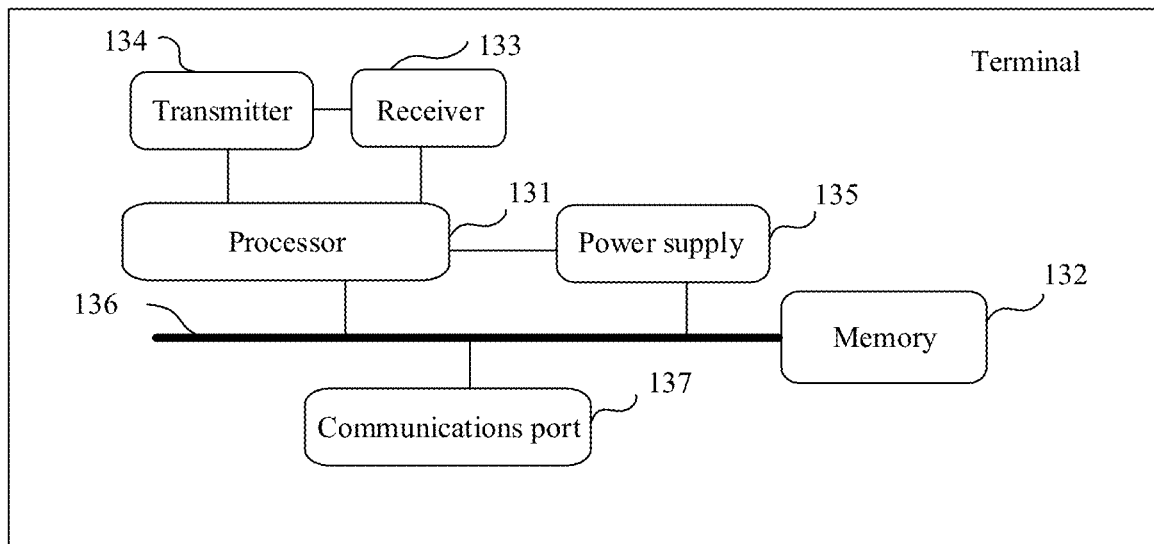 134
133
Terminal
Transmitter
Receiver
131
135
Processor
Power supply
132
136
Memory
137
Communications port